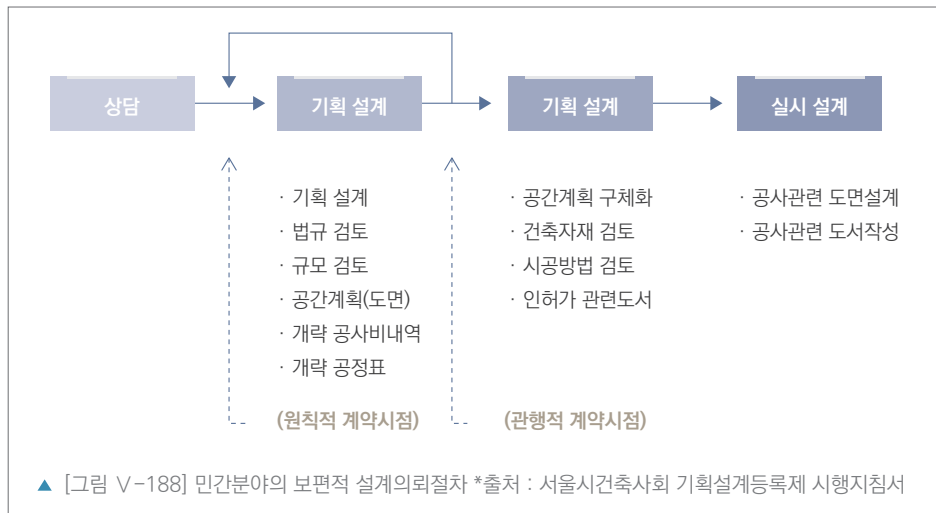 상담
기획 설계
기획 설계
실시 설계
· 기획 설계
· 법규 검토
· 규모 검토
· 공간계획(도면)
· 개략 공사비내역
· 개략 공정표
· 공간계획 구체화
· 건축자재 검토
· 시공방법 검토
· 인허가 관련도서
· 공사관련 도면설계
· 공사관련 도서작성
(원칙적 계약시점)
(관행적 계약시점)
▲ [그림 Ⅴ-188] 민간분야의 보편적 설계의뢰절차 *출처 : 서울시건축사회 기획설계등록제 시행지침서